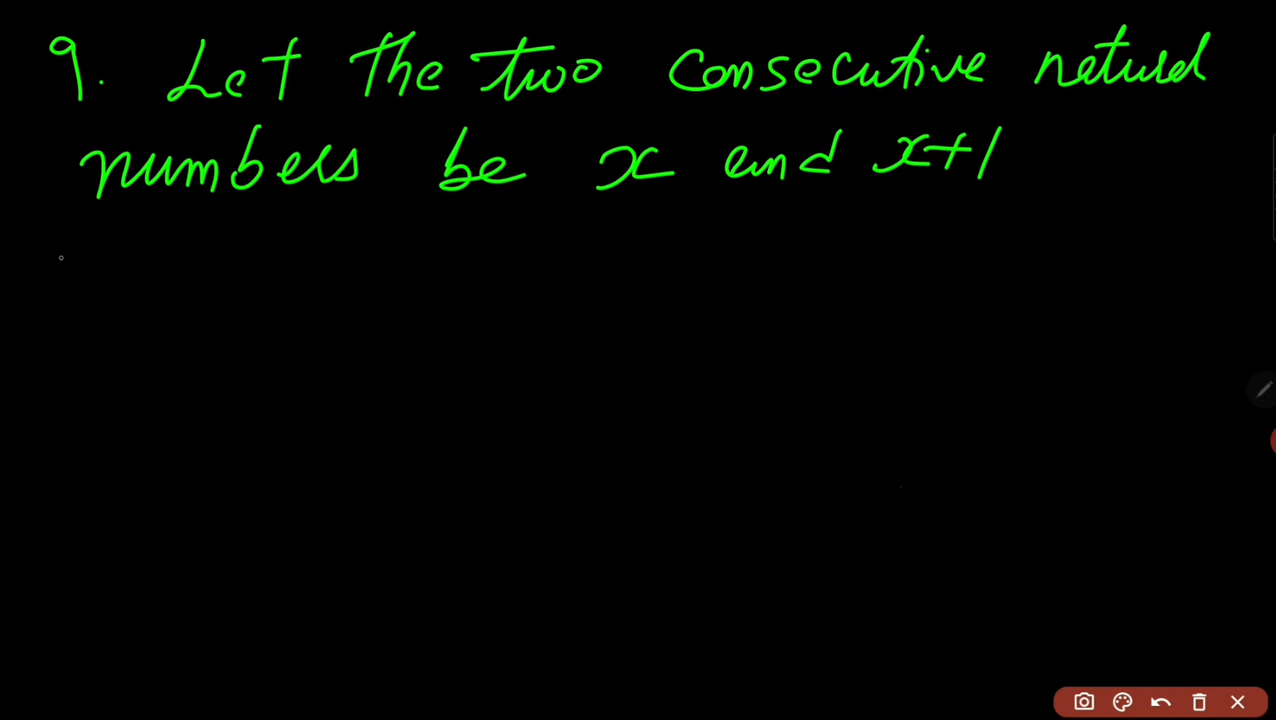 9. Let the two consecutive natural
numbers be x and x+1